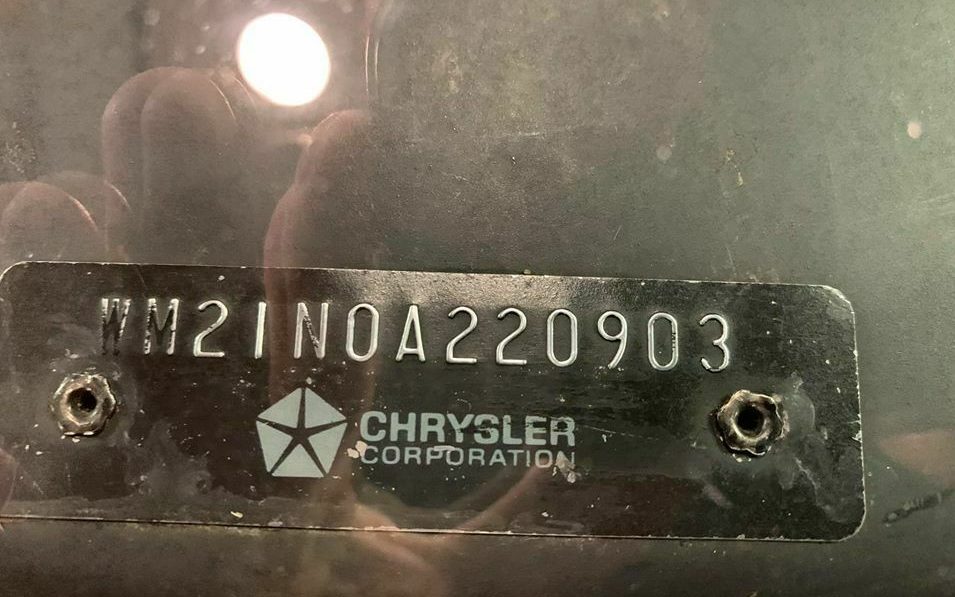 WM21N0A220903
CHRYSLER
CORPORATION